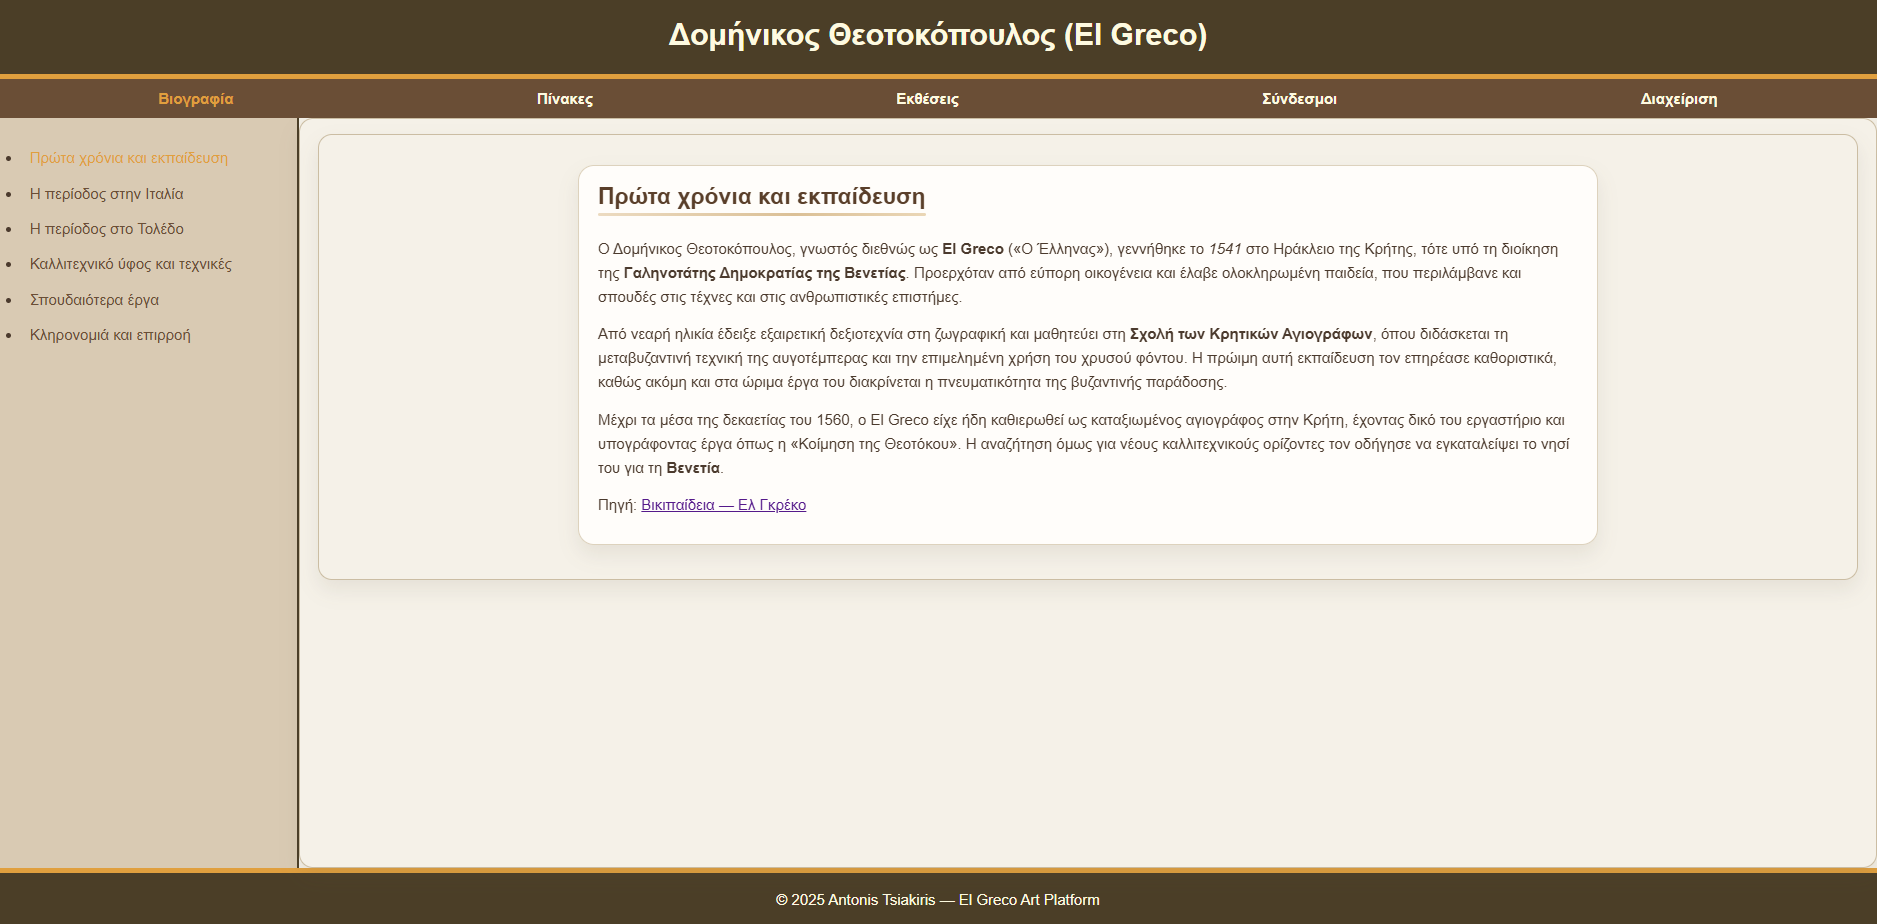 Δομήνικος Θεοτοκόπουλος (El Greco)
Βιογραφία
Πίνακες
Εκθέσεις
Σύνδεσμοι
Διαχείριση
Πρώτα χρόνια και εκπαίδευση
Η περίοδος στην Ιταλία
Η περίοδος στο Τολέδο
Καλλιτεχνικό ύφος και τεχνικές
Σπουδαιότερα έργα
Κληρονομιά και επιρροή
Πρώτα χρόνια και εκπαίδευση
Ο Δομήνικος Θεοτοκόπουλος, γνωστός διεθνώς ως El Greco («Ο Έλληνας»), γεννήθηκε το 1541 στο Ηράκλειο της Κρήτης, τότε υπό τη διοίκηση
της Γαληνοτάτης Δημοκρατίας της Βενετίας. Προερχόταν από εύπορη οικογένεια και έλαβε ολοκληρωμένη παιδεία, που περιλάμβανε και
σπουδές στις τέχνες και στις ανθρωπιστικές επιστήμες.
Από νεαρή ηλικία έδειξε εξαιρετική δεξιοτεχνία στη ζωγραφική και μαθητεύει στη Σχολή των Κρητικών Αγιογράφων, όπου διδάσκεται τη
μεταβυζαντινή τεχνική της αυγοτέμπερας και την επιμελημένη χρήση του χρυσού φόντου. Η πρώιμη αυτή εκπαίδευση τον επηρέασε καθοριστικά,
καθώς ακόμη και στα ώριμα έργα του διακρίνεται η πνευματικότητα της βυζαντινής παράδοσης.
Μέχρι τα μέσα της δεκαετίας του 1560, ο El Greco είχε ήδη καθιερωθεί ως καταξιωμένος αγιογράφος στην Κρήτη, έχοντας δικό του εργαστήριο και
υπογράφοντας έργα όπως η «Κοίμηση της Θεοτόκου». Η αναζήτηση όμως για νέους καλλιτεχνικούς ορίζοντες τον οδήγησε να εγκαταλείψει το νησί
του για τη Βενετία.
Πηγή: Βικιπαίδεια — Ελ Γκρέκο
© 2025 Antonis Tsiakiris — El Greco Art Platform